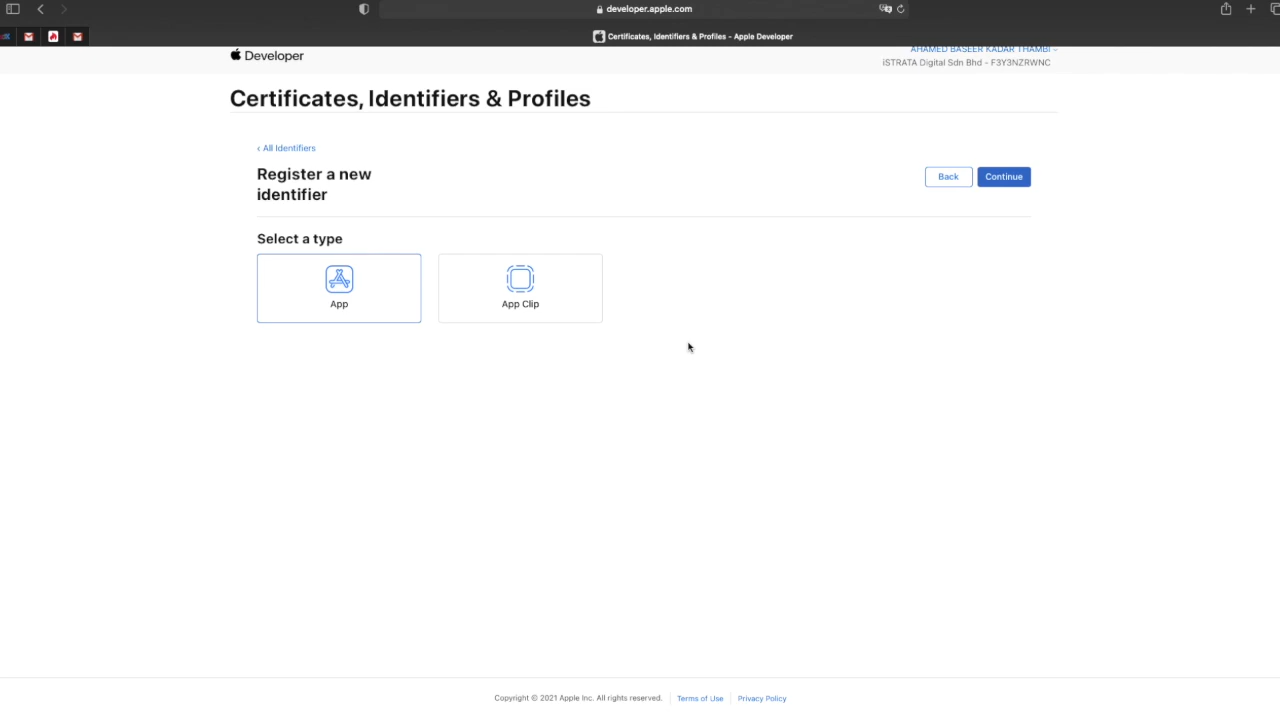 developer.apple.com
Certificates, Identifiers & Profiles - Apple Developer
Developer
AHAMED BASEER KADAR THAMBI
iSTRATA Digital Sdn Bhd - F3Y3NZRWNC
Certificates, Identifiers & Profiles
‹ All Identifiers
Register a new
identifier
Back
Continue
Select a type
App
App Clip
Copyright © 2021 Apple Inc. All rights reserved.
Terms of Use
Privacy Policy